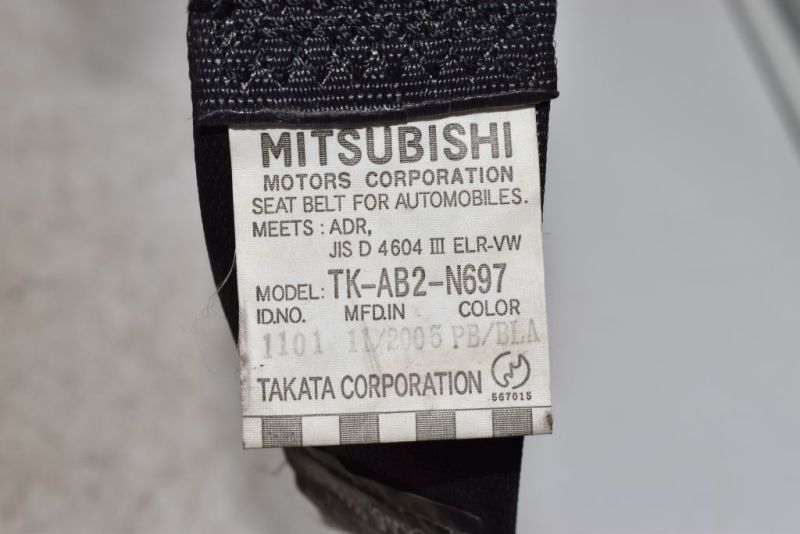 MITSUBISHI
MOTORS CORPORATION
SEAT BELT FOR AUTOMOBILES.
MEETS : ADR,
JIS D 4604 III ELR-VW
MODEL: TK-AB2-N697
ID.NO. MFD.IN COLOR
1101 11/2005 PB/BLA
TAKATA CORPORATION
567015